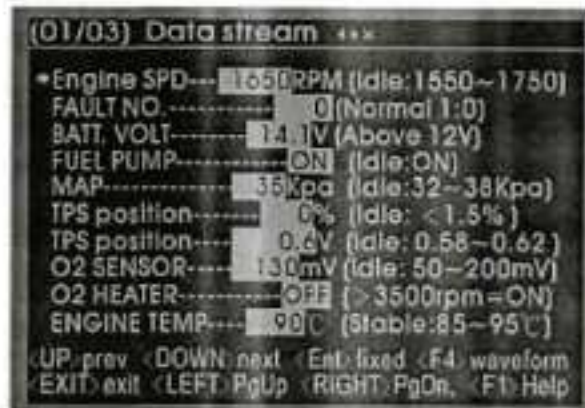 (01/03) Data stream
Engine SPD--- 1650RPM (Idle:1550~1750)
FAULT NO.------------ 0 (Normal 1:0)
BATT. VOLT------- 14.1V (Above 12V)
FUEL PUMP---------- ON (Idle:ON)
MAP------------- 35Kpa (Idle:32~38Kpa)
TPS position------ 0% (Idle: <1.5% )
TPS position----- 0.6V (Idle: 0.58~0.62 )
O2 SENSOR------ 130mV (Idle: 50~200mV)
O2 HEATER---------- OFF (>3500rpm=ON)
ENGINE TEMP---- 90℃ (Stable:85~95℃)
<UP> prev <DOWN> next <Ent> fixed <F4> waveform
<EXIT> exit <LEFT> PgUp <RIGHT> PgDn, <F1> Help